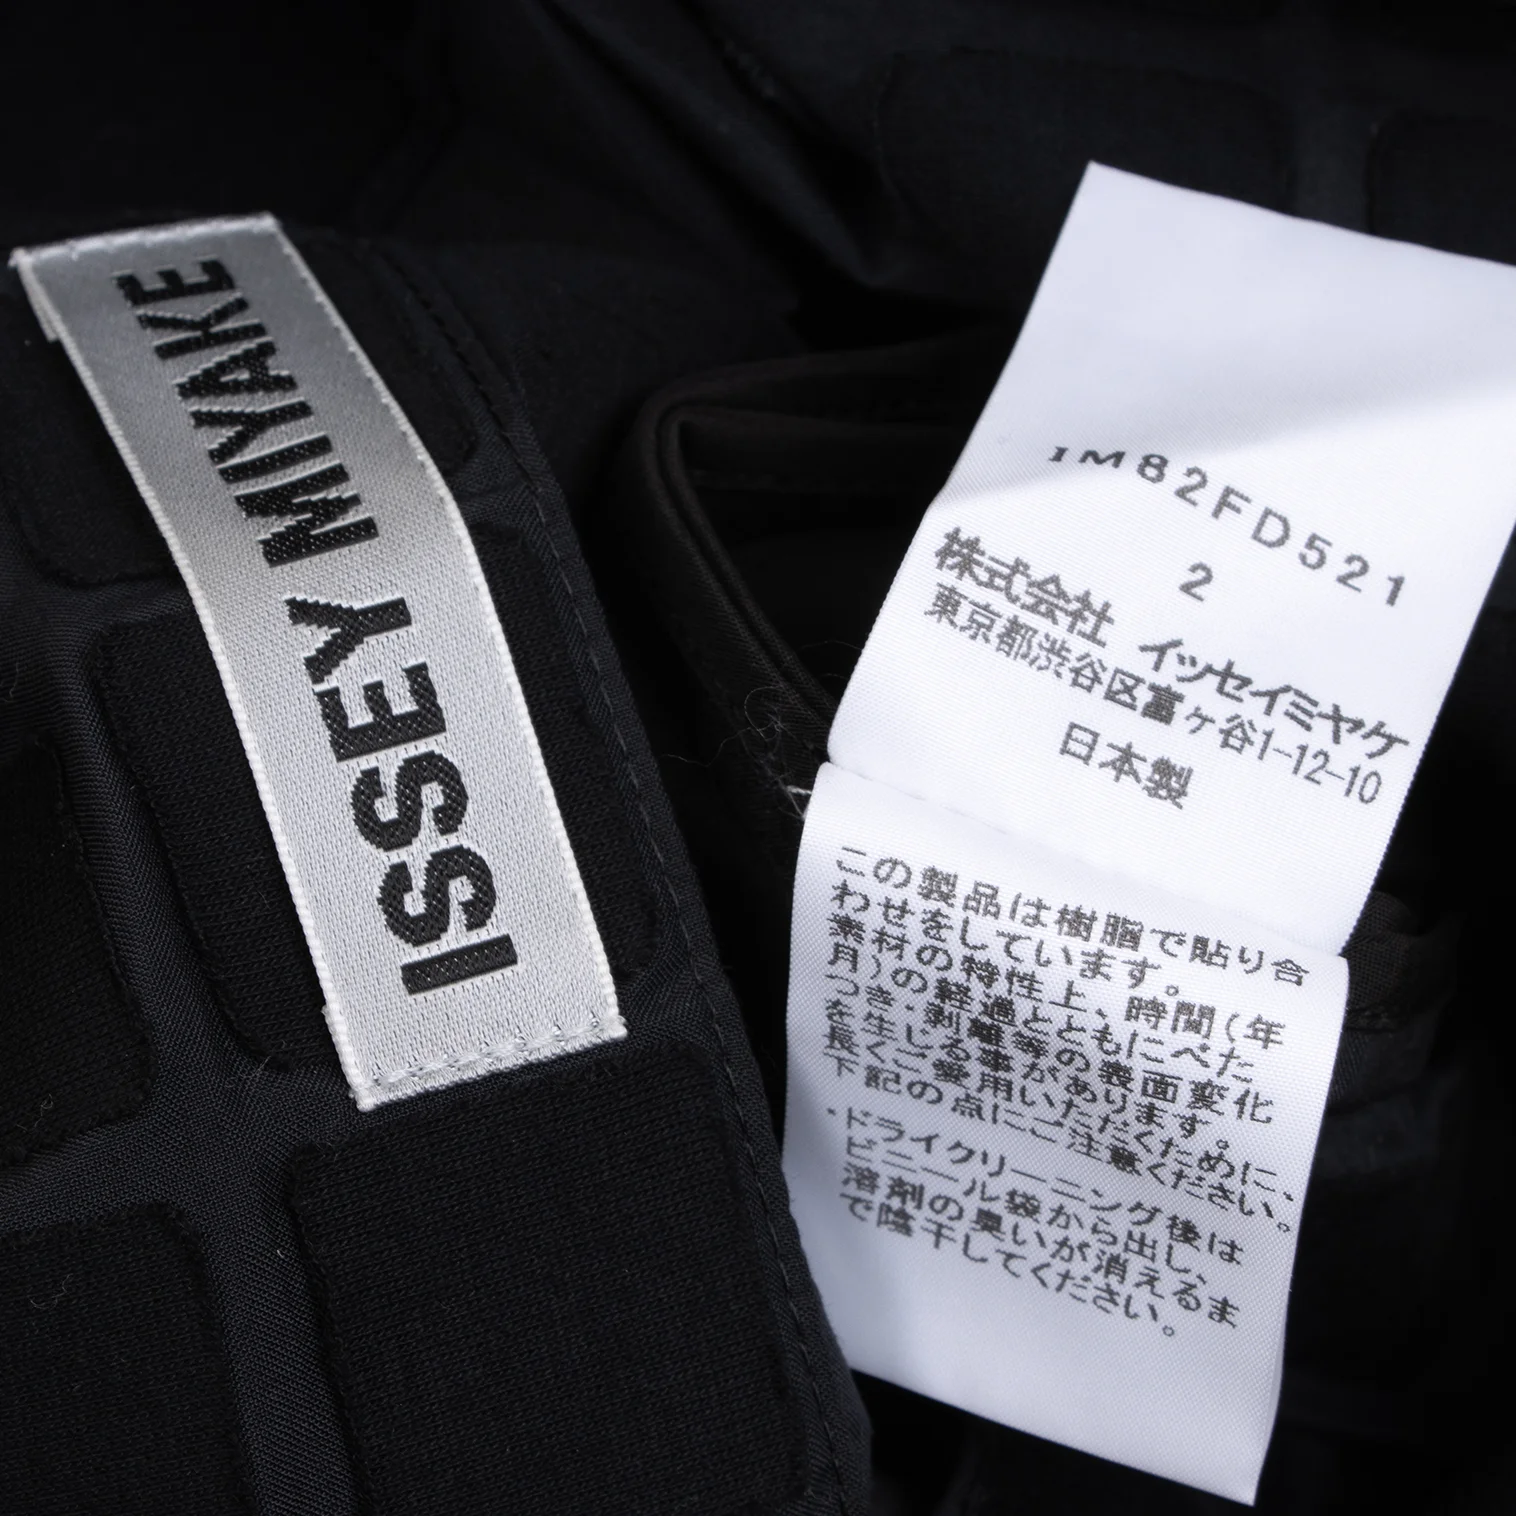 ISSEY MIYAKE
IM82FD521
2
株式会社 イッセイミヤケ
東京都渋谷区富ヶ谷1-12-10
日本製
この製品は樹脂で貼り合
わせをしています。
素材の特性上、時間(年
月)の経過とともにべた
つき・剥離等の表面変化
を生じる事があります。
長くご愛用いただくために、
下記の点にご注意ください。
・ドライクリーニング後は
ビニール袋から出し、
溶剤の臭いが消えるま
で陰干してください。